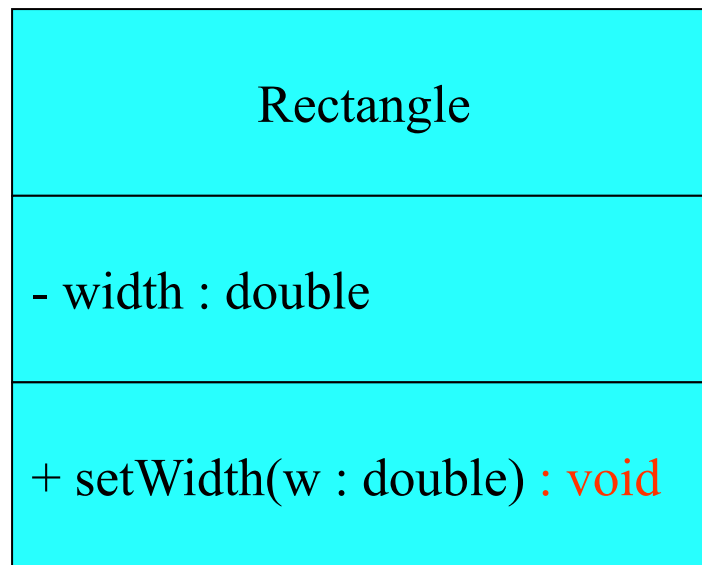 Rectangle
- width : double
+ setWidth(w : double) : void